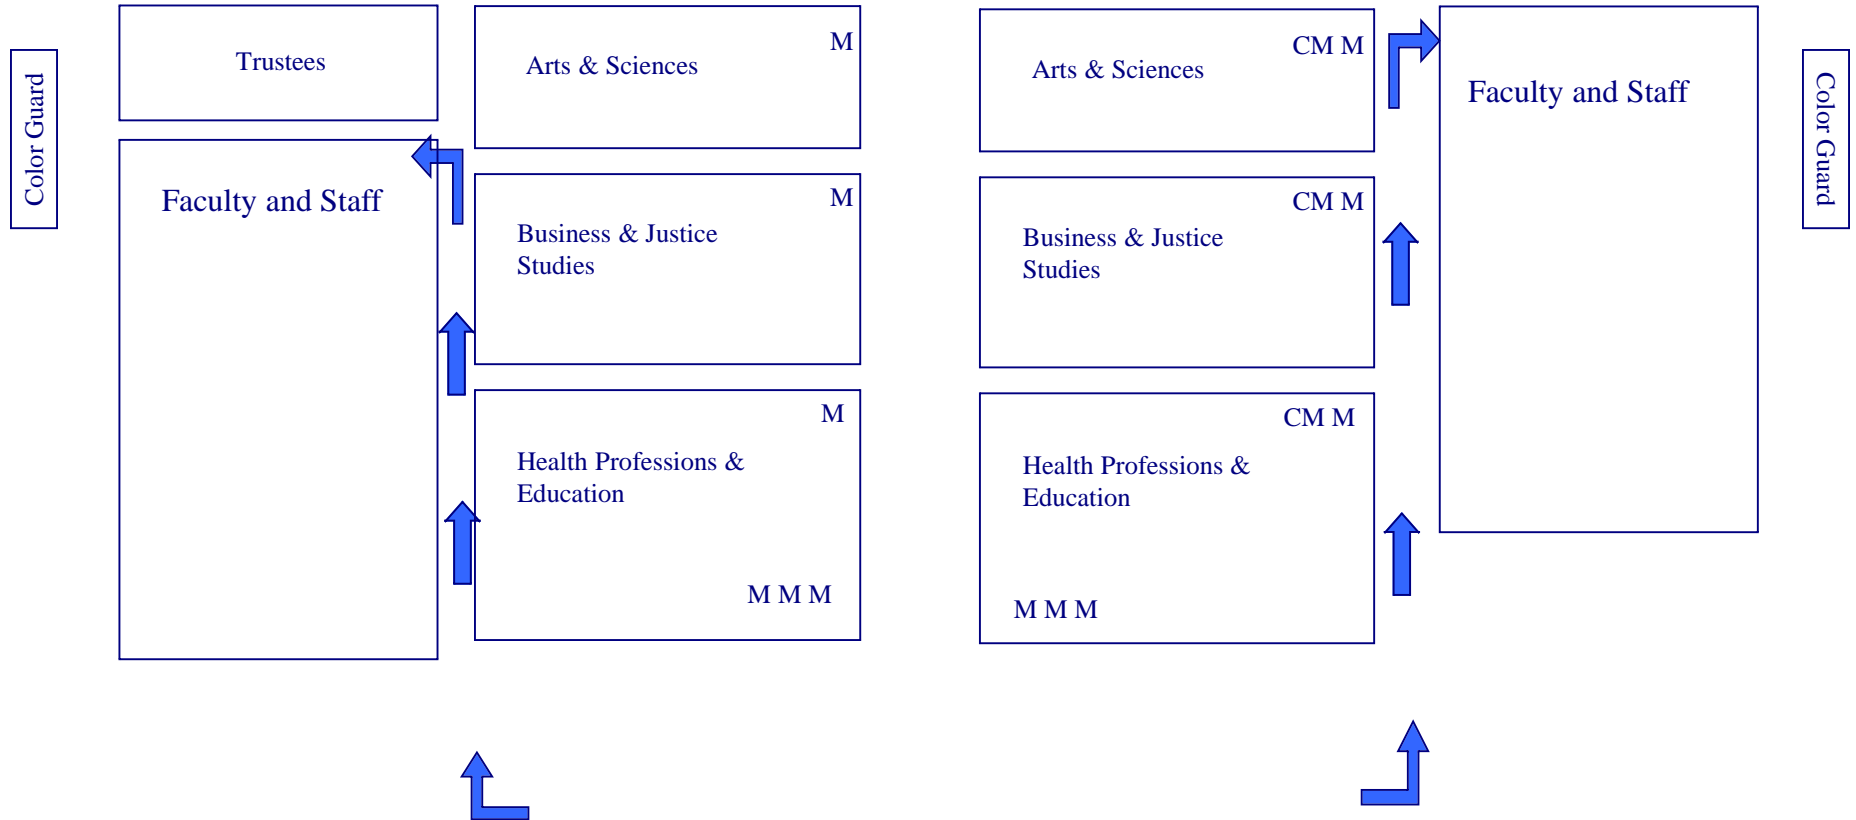 Color Guard
Trustees
Faculty and Staff
M
Arts & Sciences
M
Business & Justice
Studies
M
Health Professions &
Education
M M M
CM M
Arts & Sciences
CM M
Business & Justice
Studies
CM M
Health Professions &
Education
M M M
Faculty and Staff
Color Guard